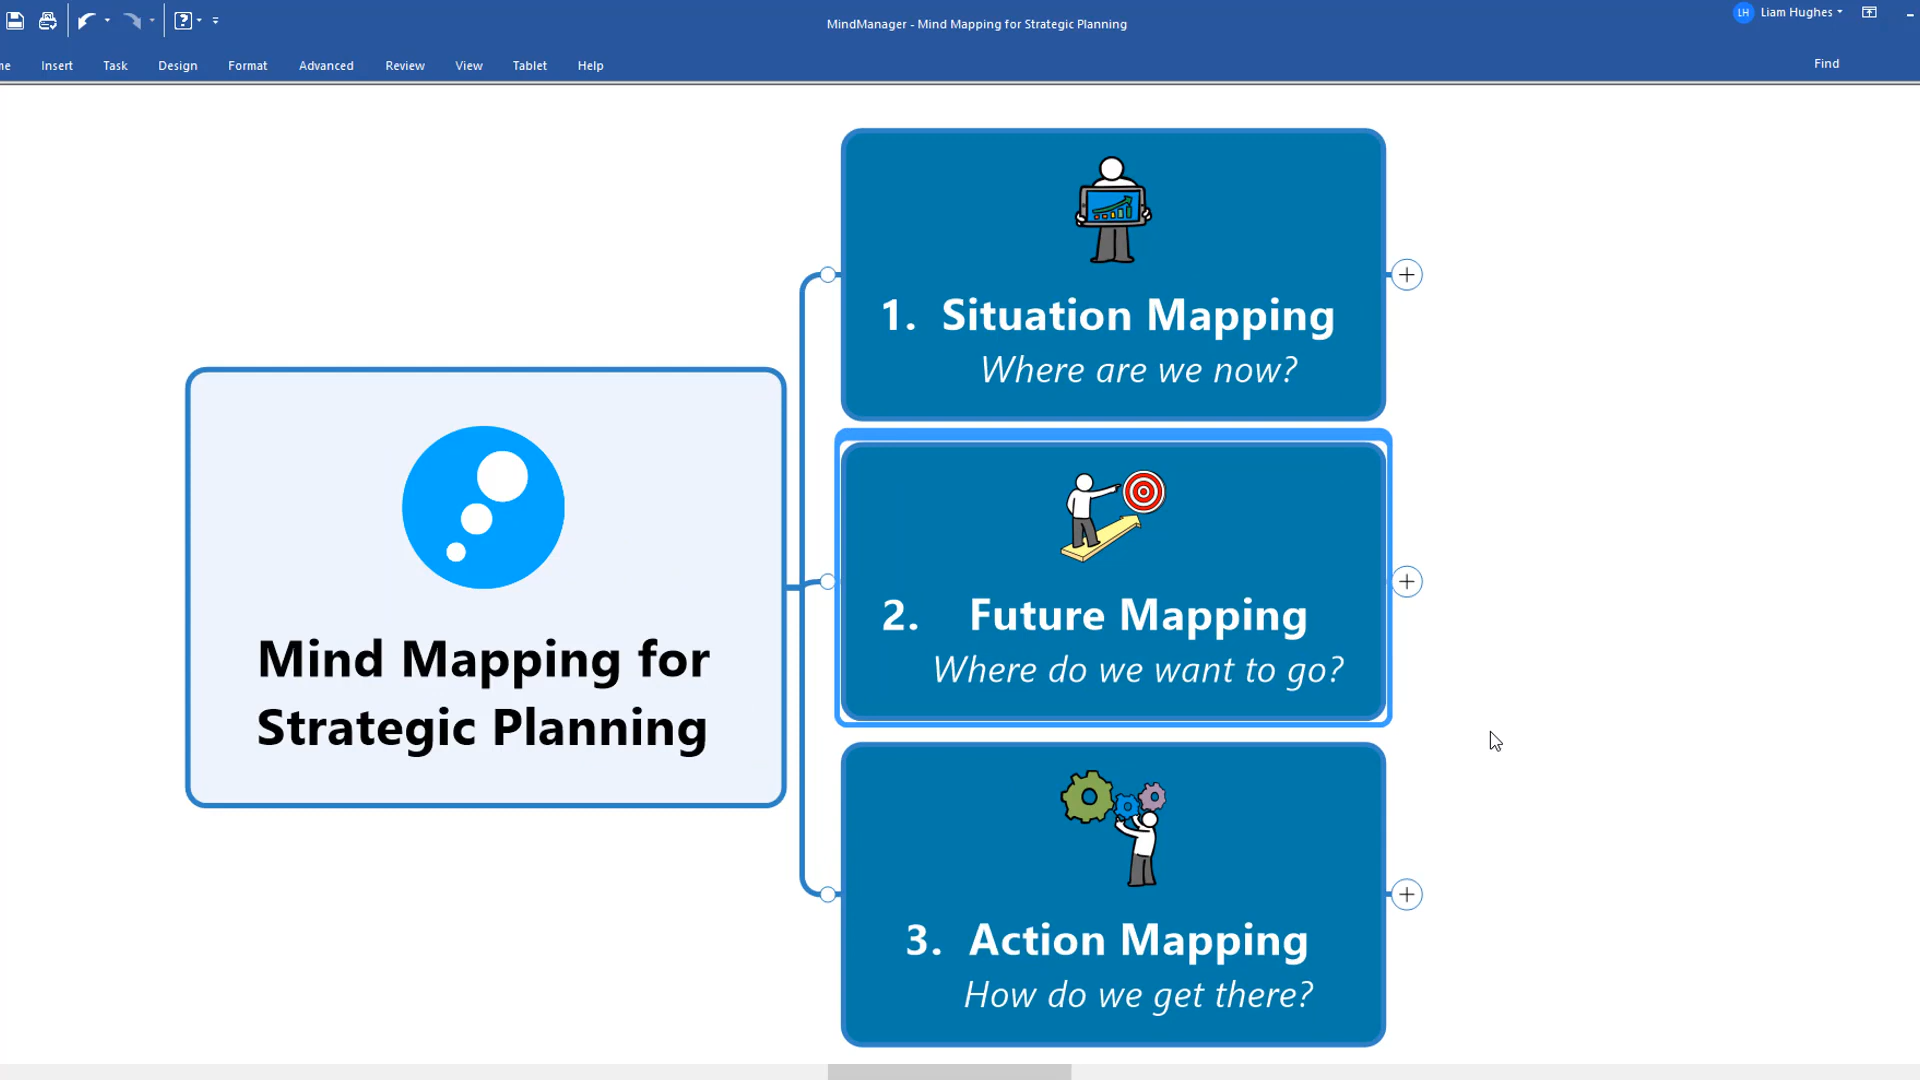 MindManager - Mind Mapping for Strategic Planning
LH Liam Hughes
me Insert Task Design Format Advanced Review View Tablet Help
Find
1. Situation Mapping
Where are we now?
2. Future Mapping
Where do we want to go?
Mind Mapping for
Strategic Planning
3. Action Mapping
How do we get there?